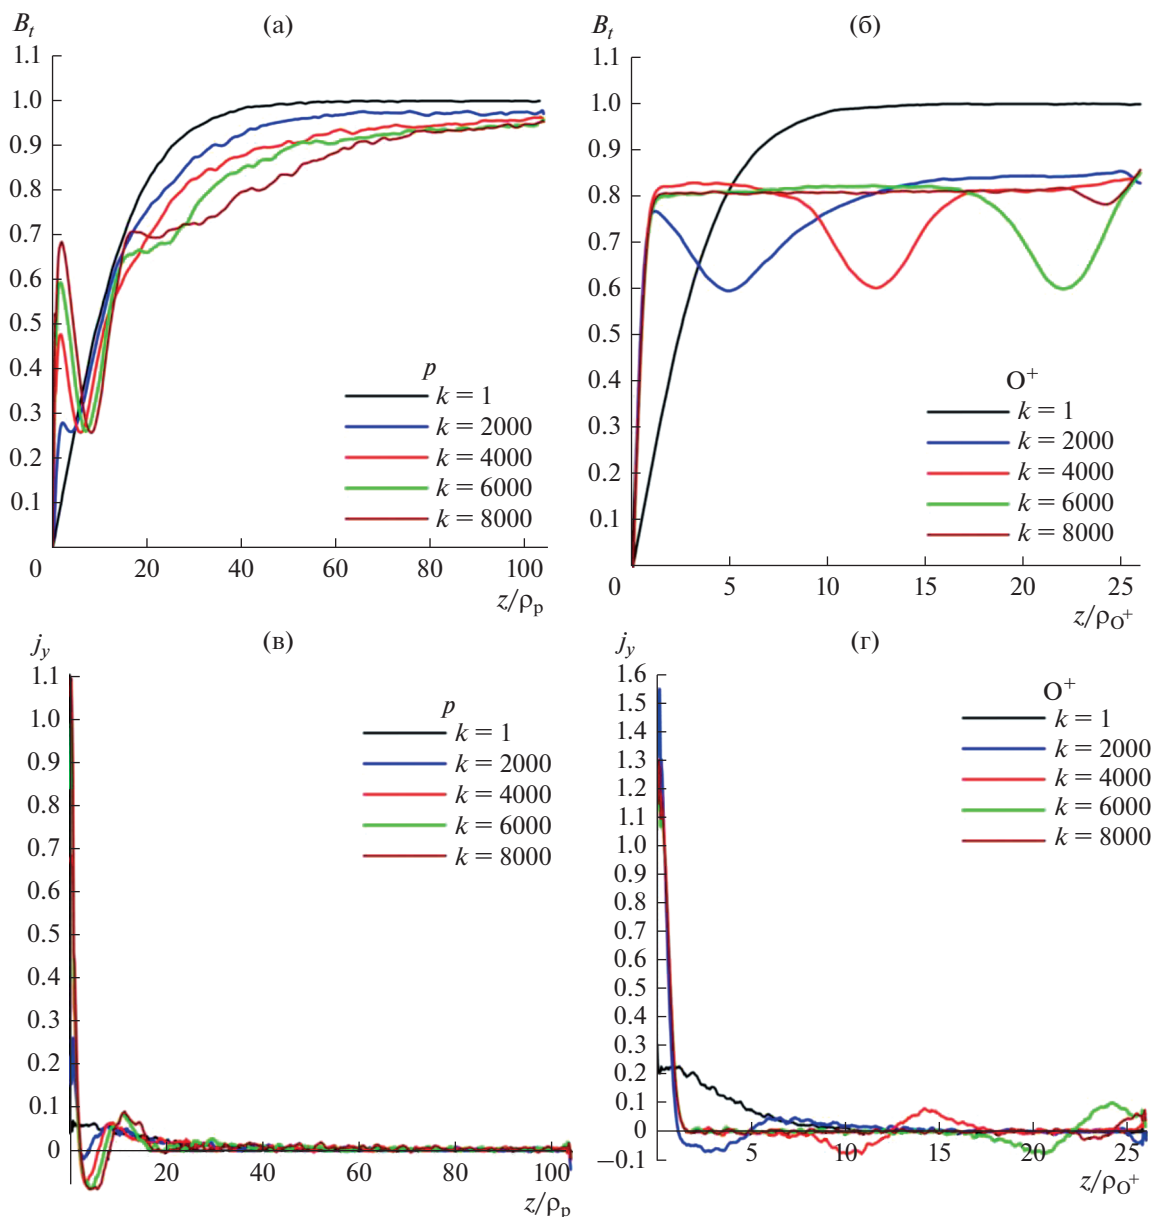 (а)
B_t
1.1
1.0
0.9
0.8
0.7
0.6
0.5
0.4
0.3
0.2
0.1
0
20
40
60
80
100
z/ρ_p
p
k = 1
k = 2000
k = 4000
k = 6000
k = 8000
(б)
B_t
1.1
1.0
0.9
0.8
0.7
0.6
0.5
0.4
0.3
0.2
0.1
0
5
10
15
20
25
z/ρ_O+
O+
k = 1
k = 2000
k = 4000
k = 6000
k = 8000
(в)
j_y
1.1
1.0
0.9
0.8
0.7
0.6
0.5
0.4
0.3
0.2
0.1
0
20
40
60
80
100
z/ρ_p
p
k = 1
k = 2000
k = 4000
k = 6000
k = 8000
(г)
j_y
1.6
1.5
1.4
1.3
1.2
1.1
1.0
0.9
0.8
0.7
0.6
0.5
0.4
0.3
0.2
0.1
0
−0.1
5
10
15
20
25
z/ρ_O+
O+
k = 1
k = 2000
k = 4000
k = 6000
k = 8000